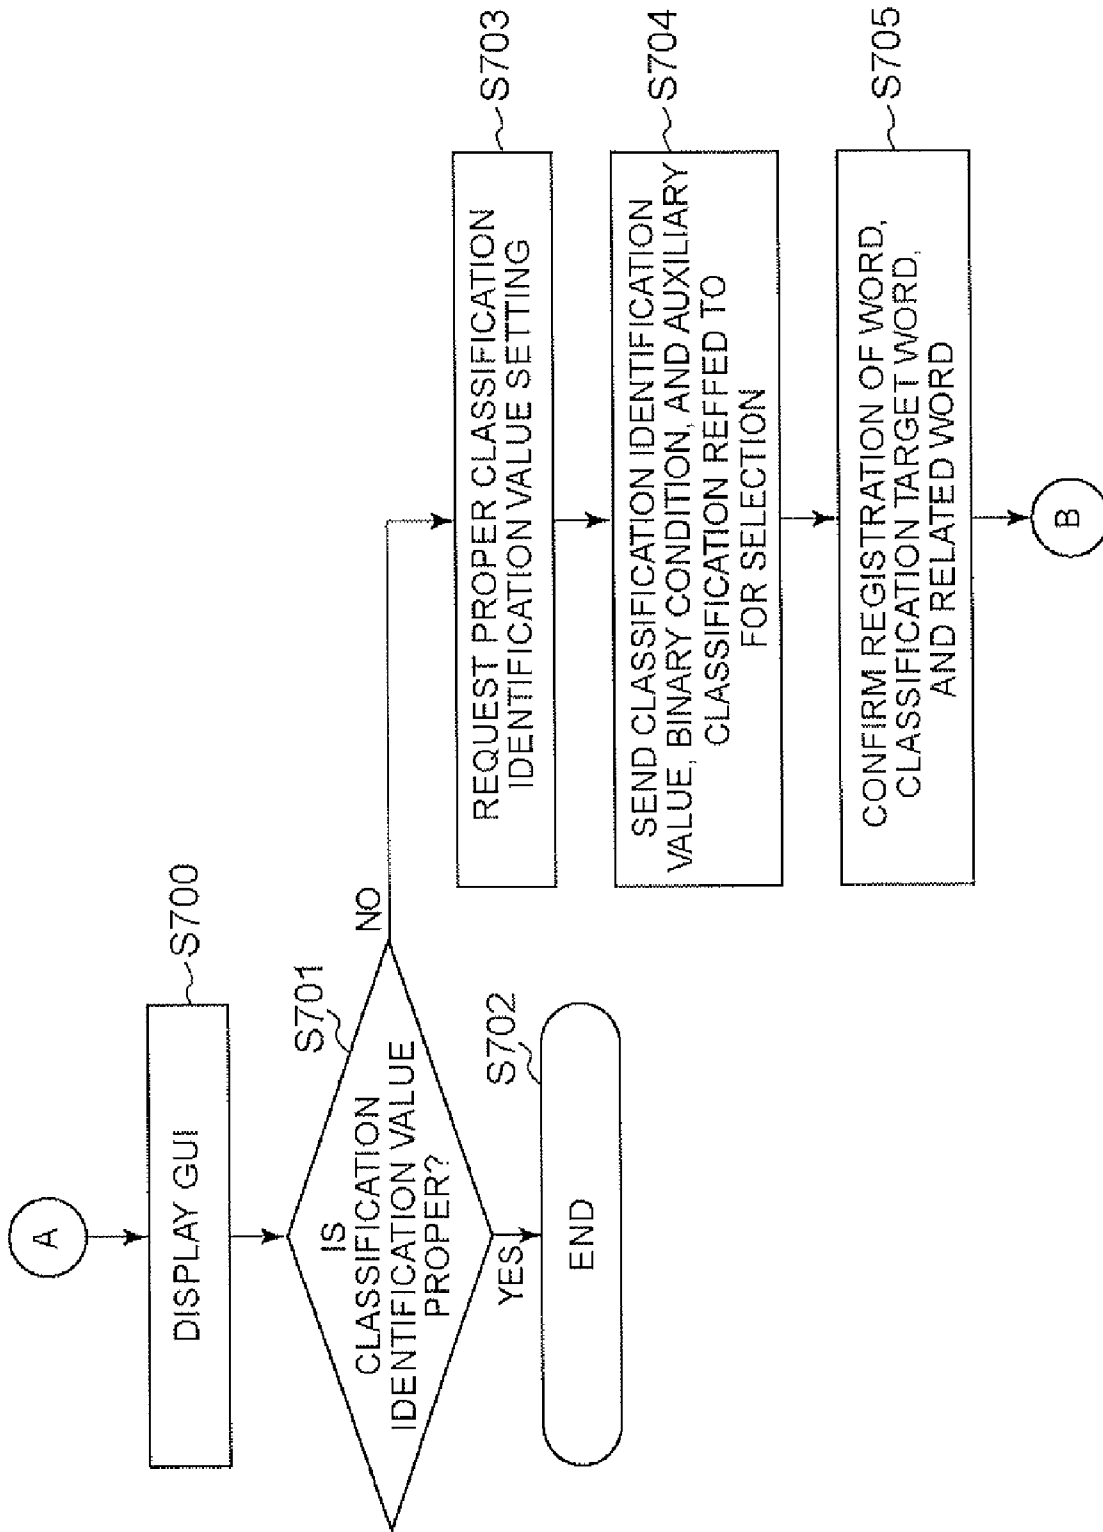 A
DISPLAY GUI
S700
IS
CLASSIFICATION
IDENTIFICATION VALUE
PROPER?
S701
NO
YES
END
S702
REQUEST PROPER CLASSIFICATION
IDENTIFICATION VALUE SETTING
S703
SEND CLASSIFICATION IDENTIFICATION
VALUE, BINARY CONDITION, AND AUXILIARY
CLASSIFICATION REFFED TO
FOR SELECTION
S704
CONFIRM REGISTRATION OF WORD,
CLASSIFICATION TARGET WORD,
AND RELATED WORD
S705
B